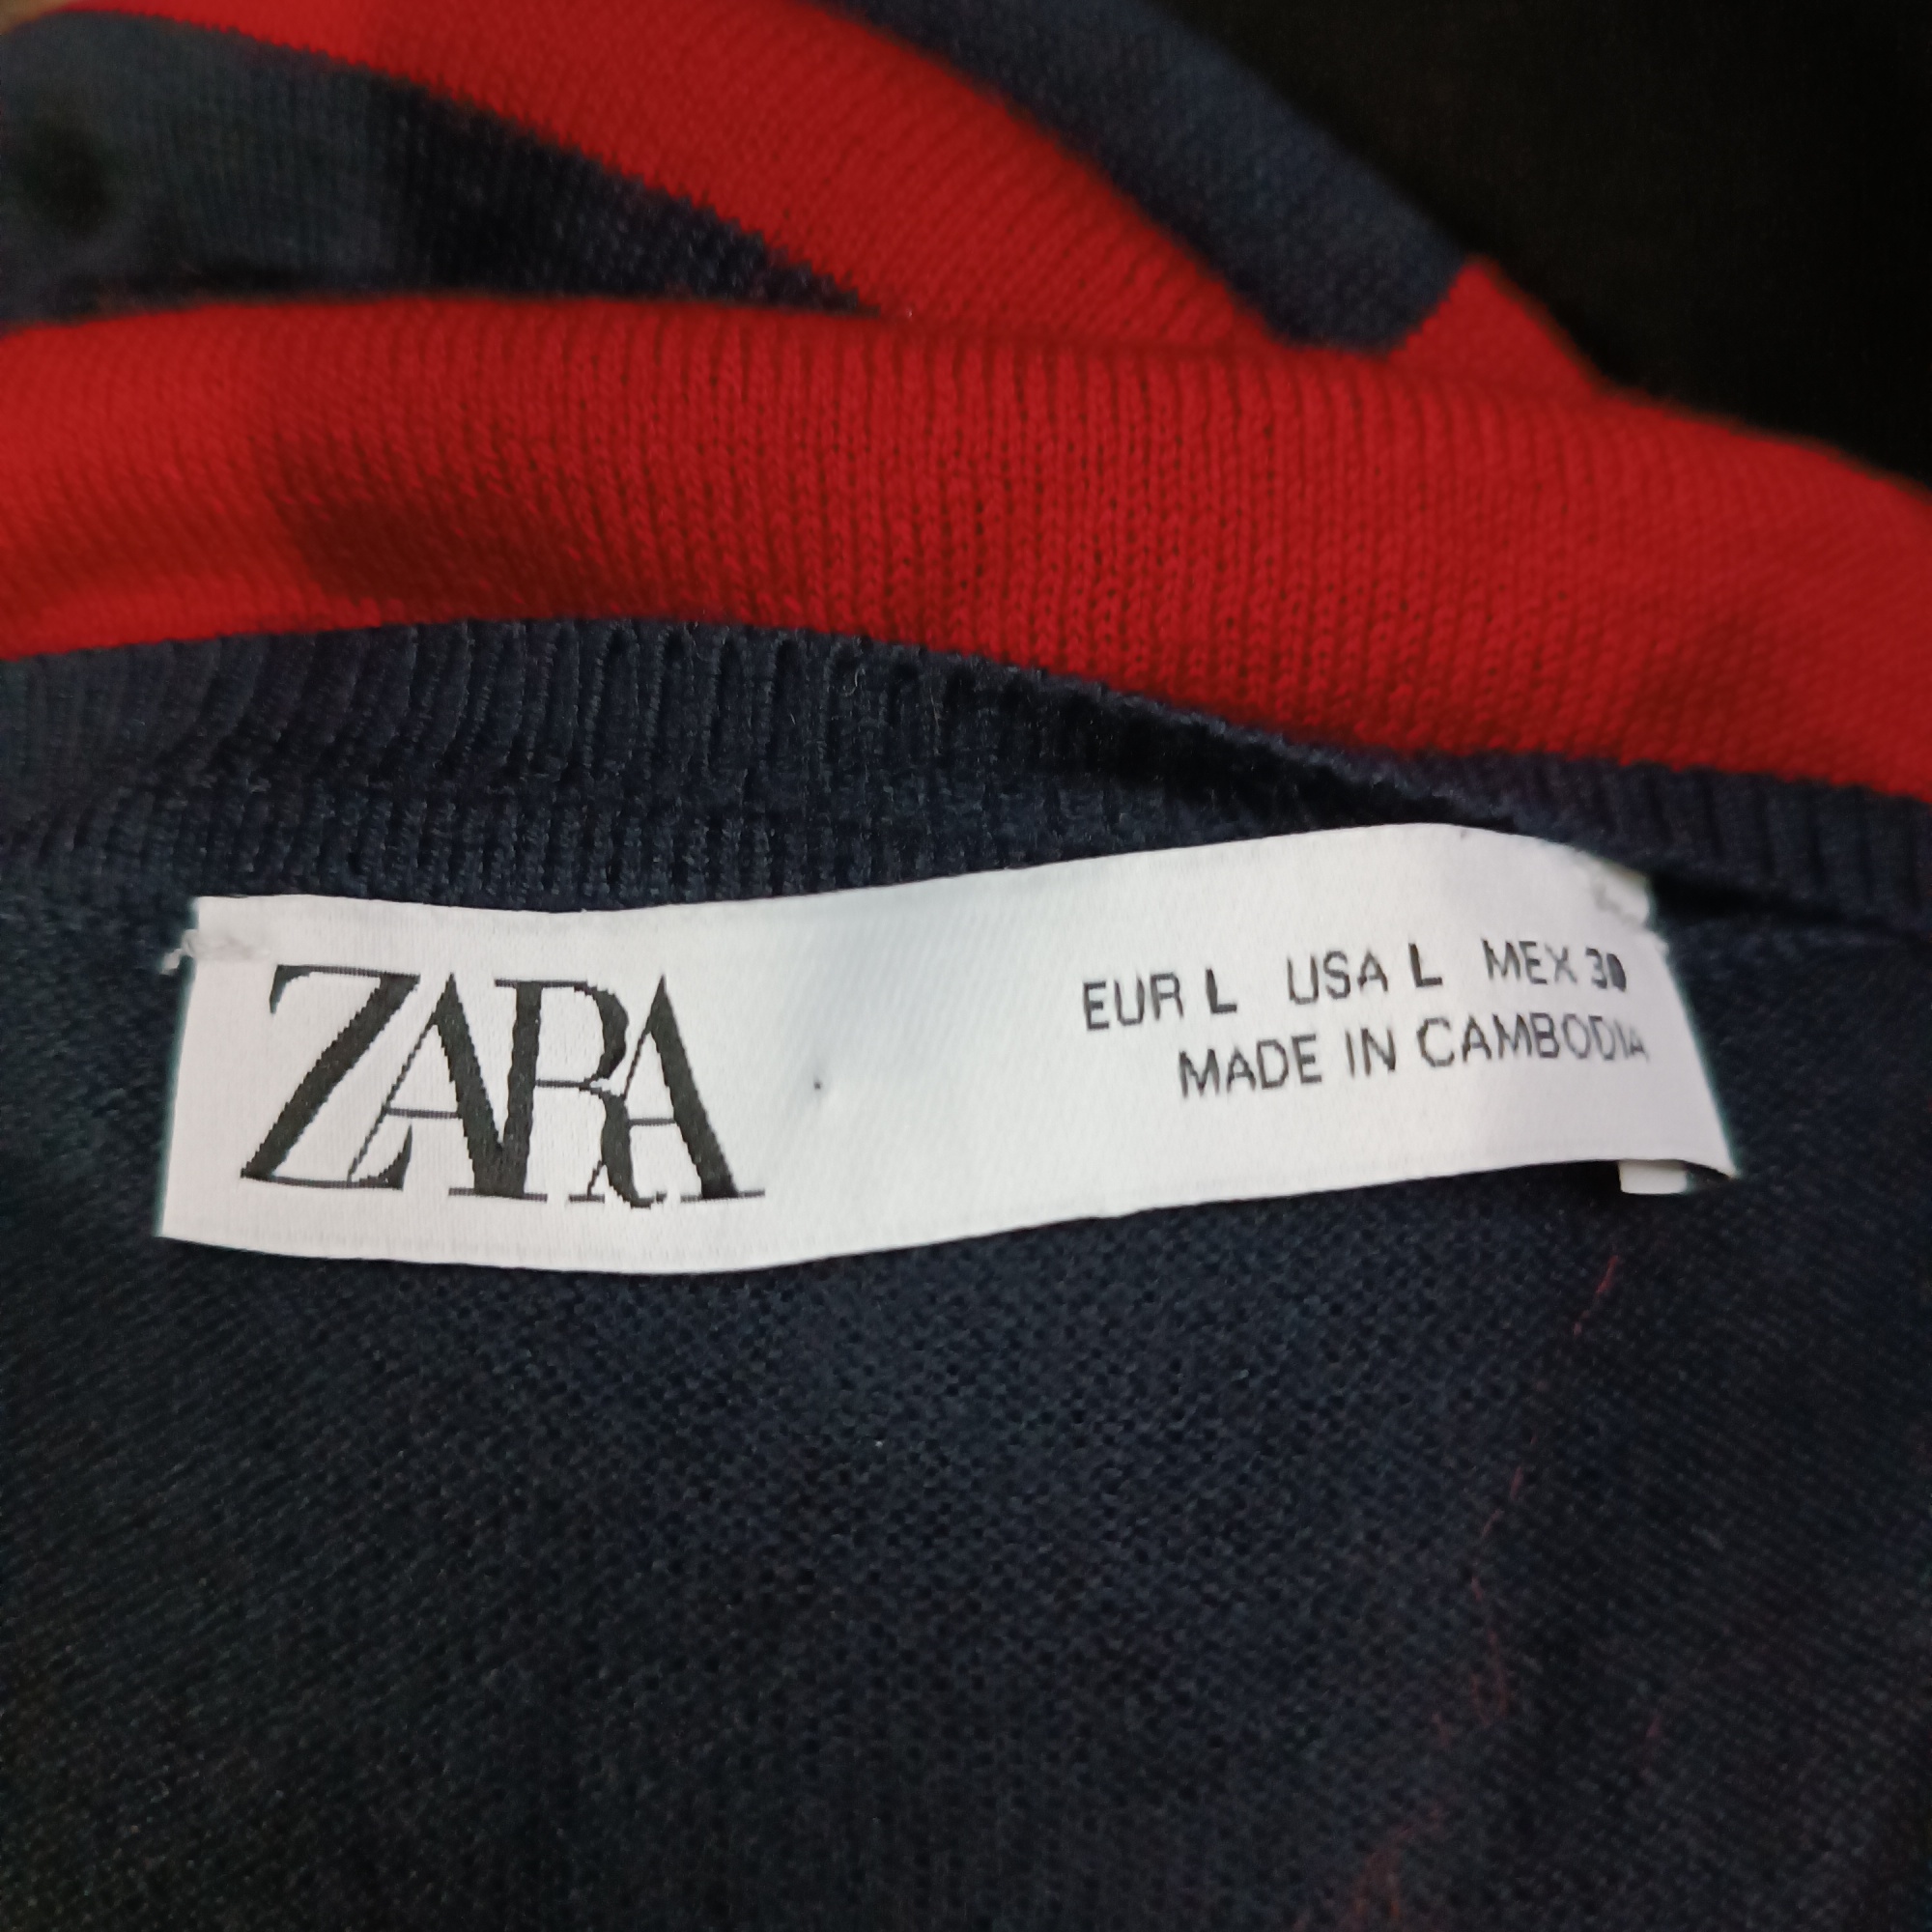 ZARA
EUR L USA L MEX 30
MADE IN CAMBODIA